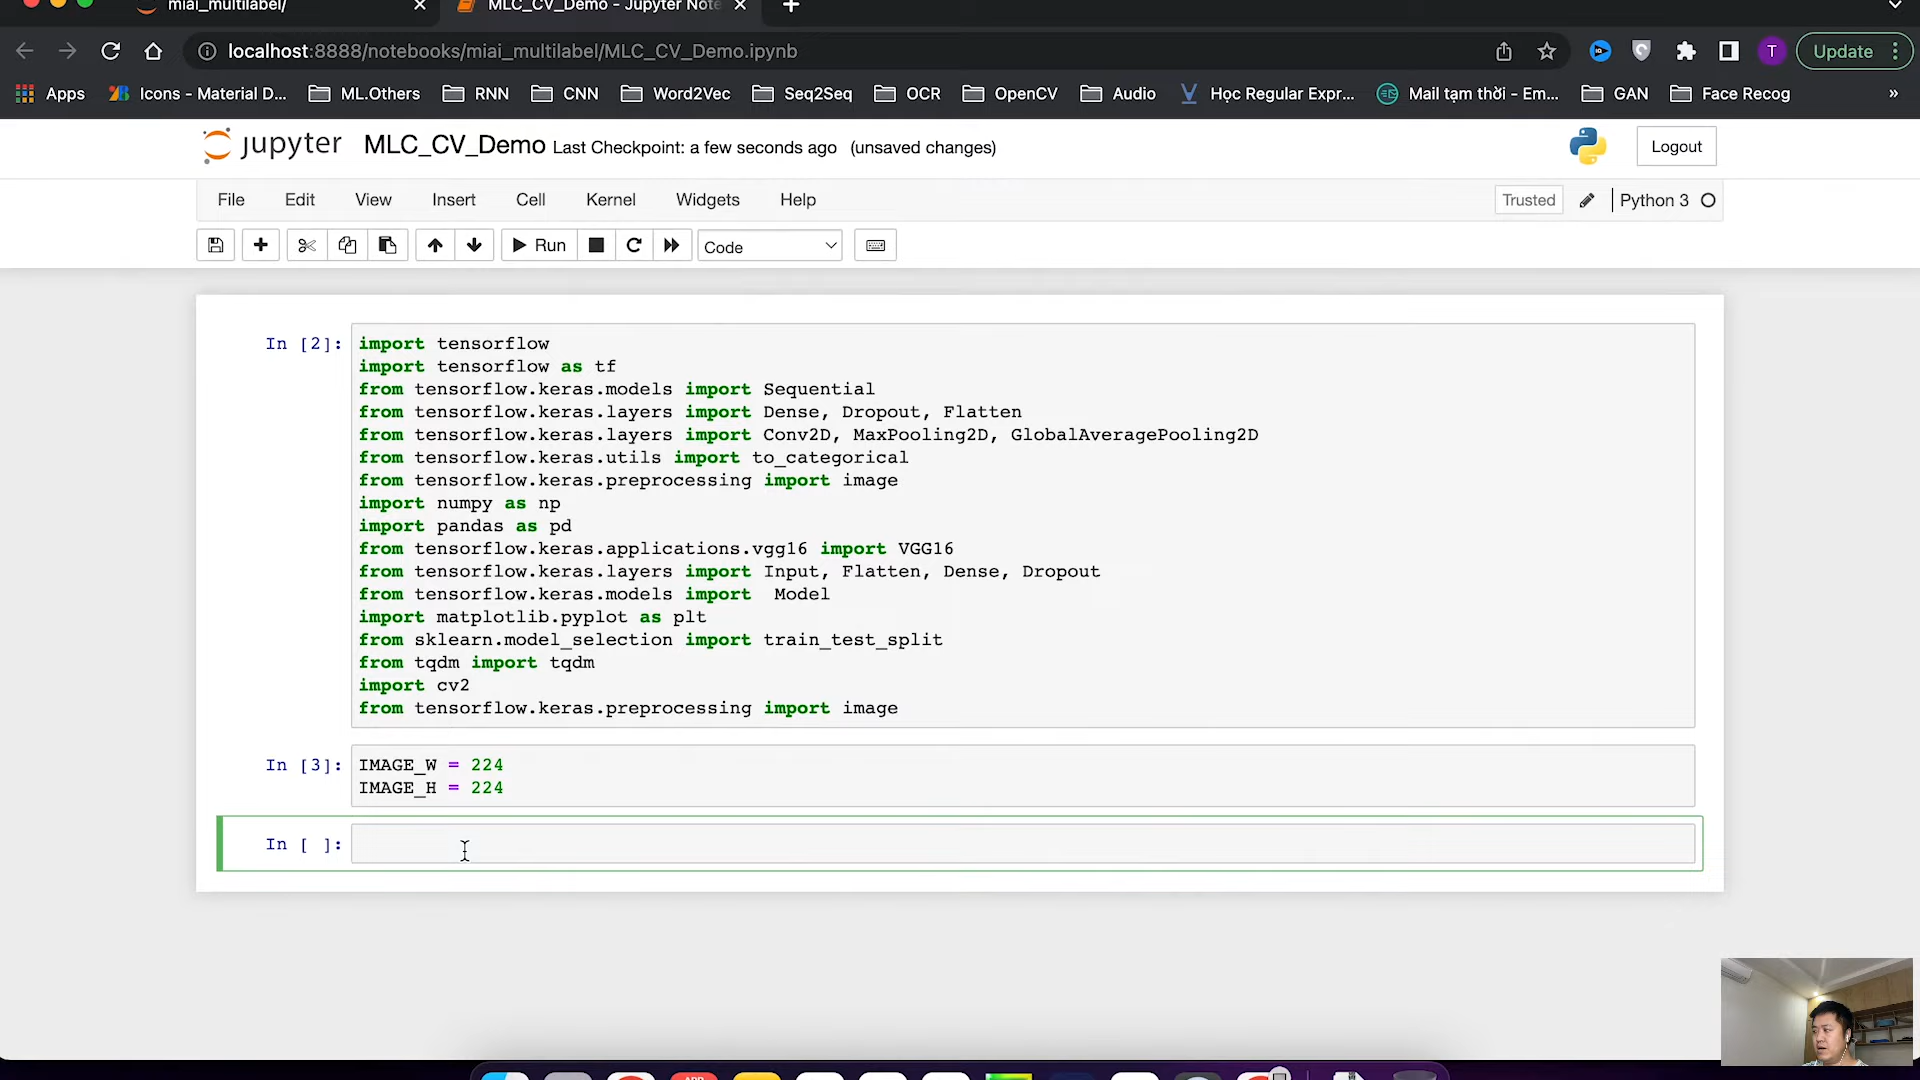 miai_multilabel/
MLC_CV_Demo - Jupyter Note
localhost:8888/notebooks/miai_multilabel/MLC_CV_Demo.ipynb
T
Update
Apps
Icons - Material D...
ML.Others
RNN
CNN
Word2Vec
Seq2Seq
OCR
OpenCV
Audio
Học Regular Expr...
Mail tạm thời - Em...
GAN
Face Recog
»
jupyter
MLC_CV_Demo Last Checkpoint: a few seconds ago (unsaved changes)
Logout
File Edit View Insert Cell Kernel Widgets Help
Trusted
Python 3
Run
Code
In [2]:
import tensorflow
import tensorflow as tf
from tensorflow.keras.models import Sequential
from tensorflow.keras.layers import Dense, Dropout, Flatten
from tensorflow.keras.layers import Conv2D, MaxPooling2D, GlobalAveragePooling2D
from tensorflow.keras.utils import to_categorical
from tensorflow.keras.preprocessing import image
import numpy as np
import pandas as pd
from tensorflow.keras.applications.vgg16 import VGG16
from tensorflow.keras.layers import Input, Flatten, Dense, Dropout
from tensorflow.keras.models import  Model
import matplotlib.pyplot as plt
from sklearn.model_selection import train_test_split
from tqdm import tqdm
import cv2
from tensorflow.keras.preprocessing import image
In [3]:
IMAGE_W = 224
IMAGE_H = 224
In [ ]: